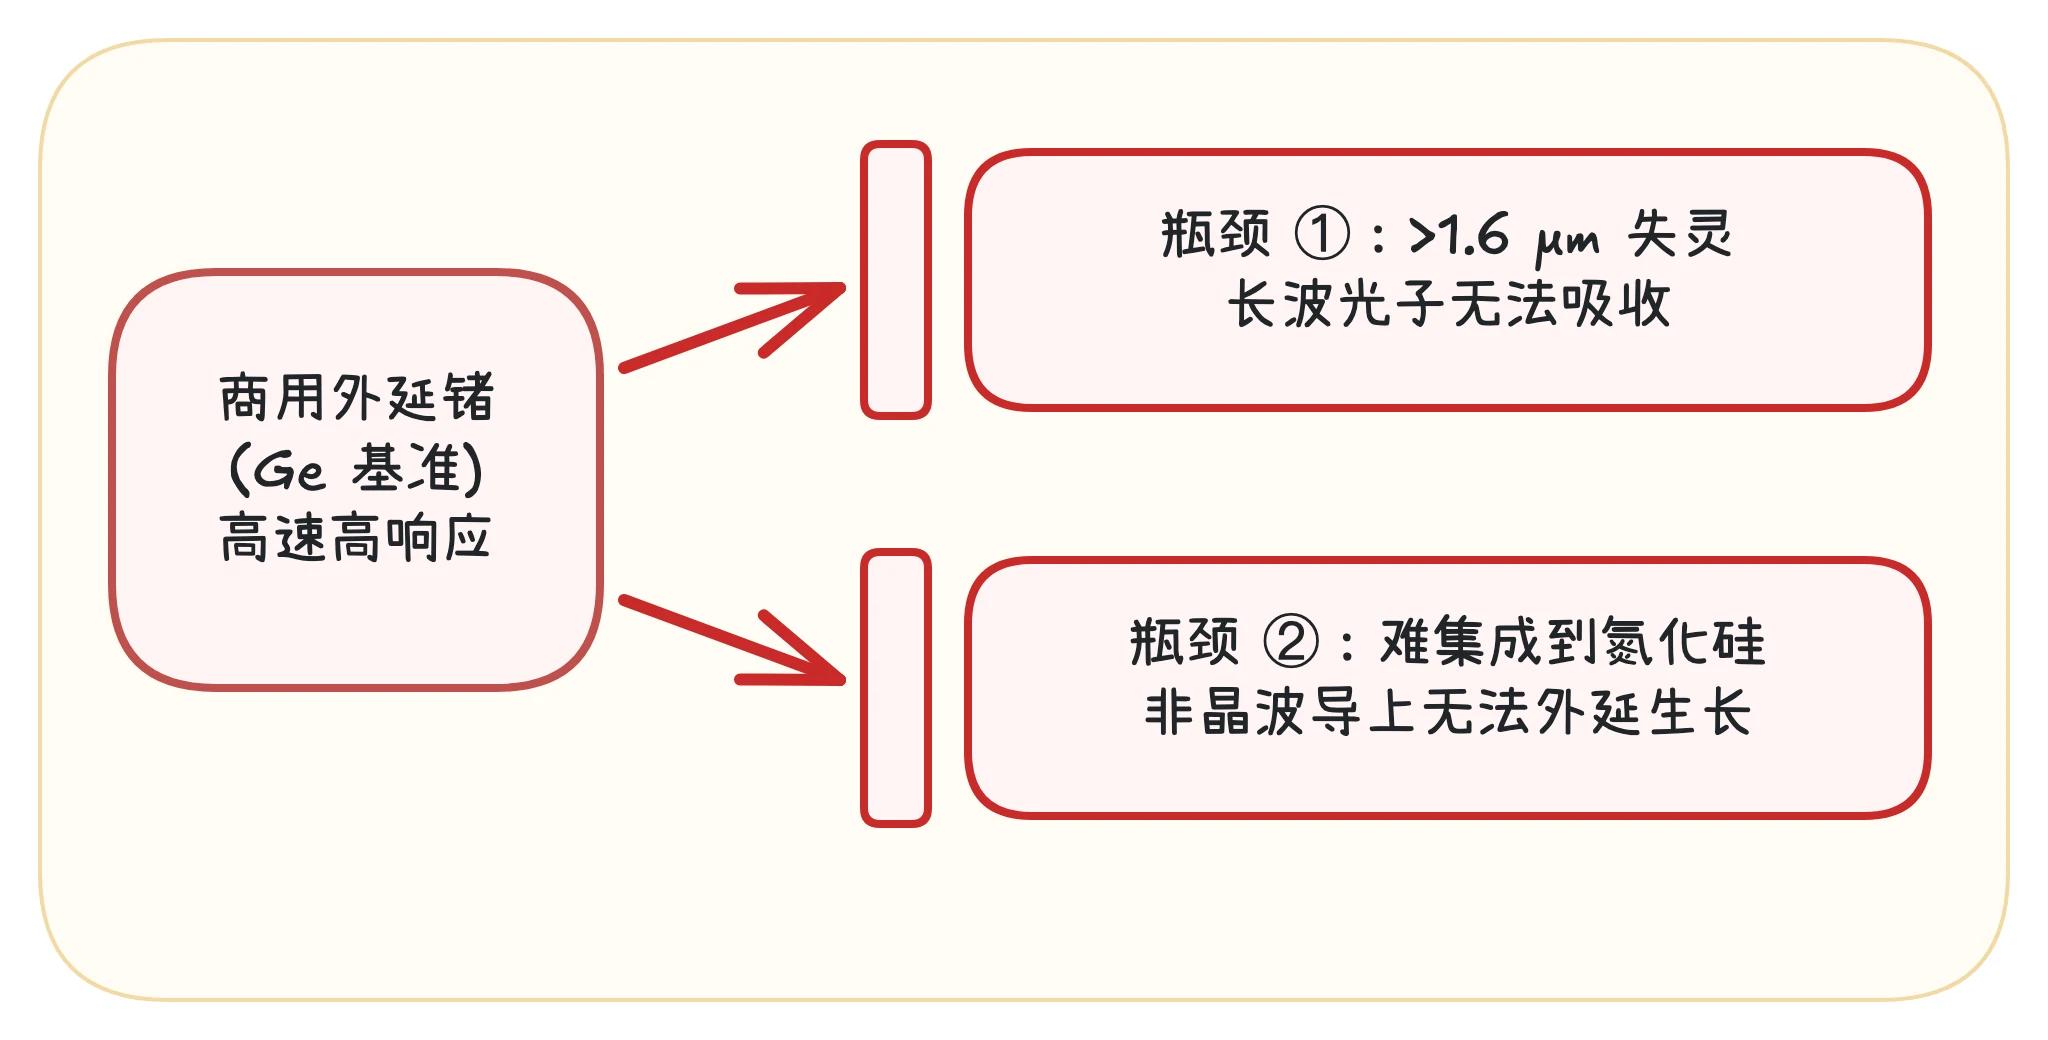 商用外延锗
(Ge 基准)
高速高响应
瓶颈 ①：>1.6 μm 失灵
长波光子无法吸收
瓶颈 ②：难集成到氮化硅
非晶波导上无法外延生长